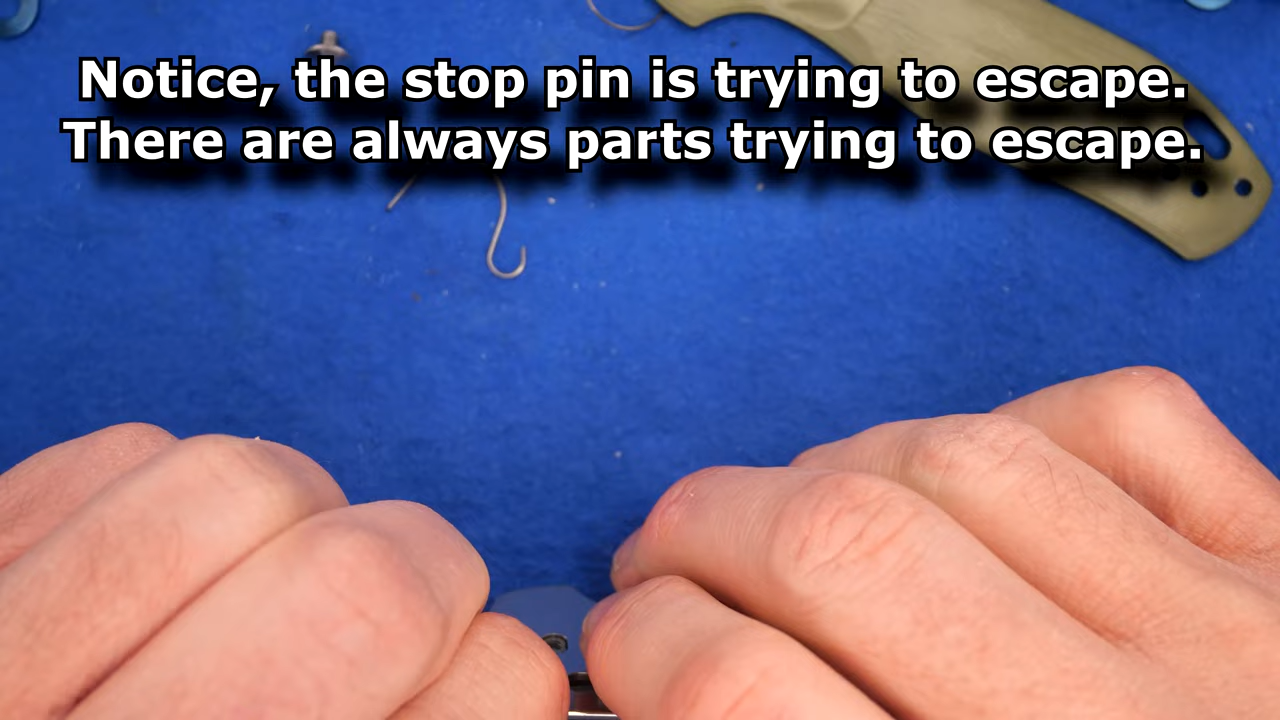 Notice, the stop pin is trying to escape.
There are always parts trying to escape.